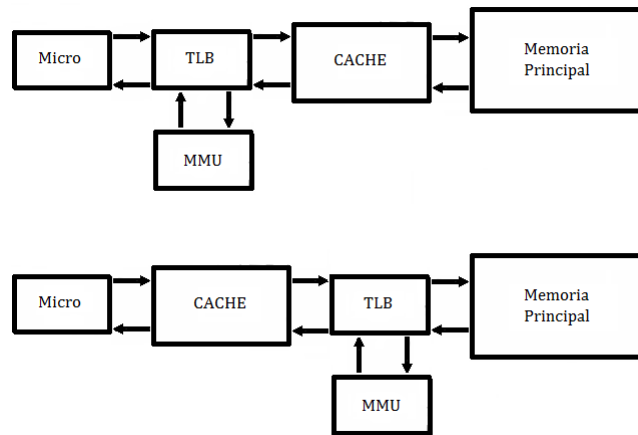 Micro
TLB
CACHE
Memoria
Principal
MMU
Micro
CACHE
TLB
Memoria
Principal
MMU